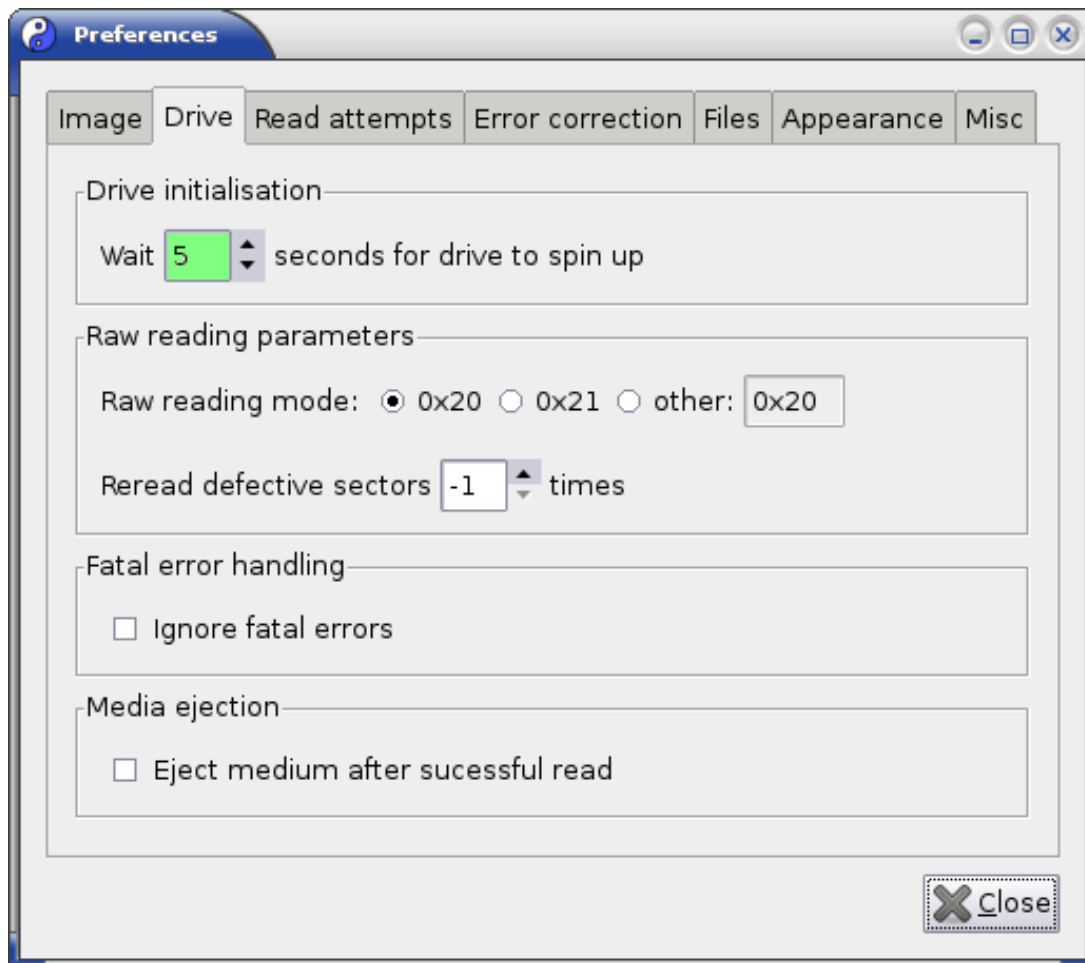 Preferences
Image Drive Read attempts Error correction Files Appearance Misc
Drive initialisation
Wait 5 seconds for drive to spin up
Raw reading parameters
Raw reading mode: 0x20 0x21 other: 0x20
Reread defective sectors -1 times
Fatal error handling
Ignore fatal errors
Media ejection
Eject medium after sucessful read
Close